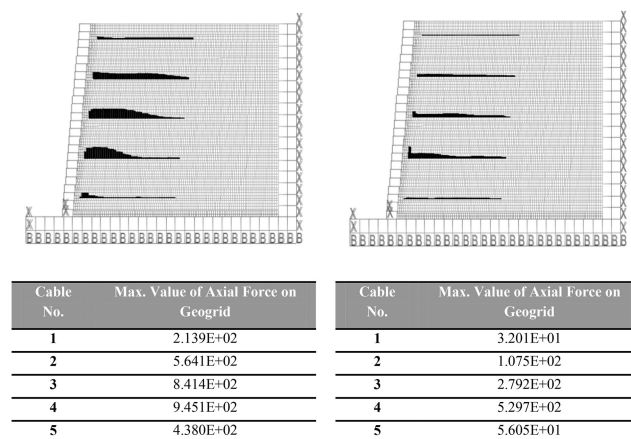 X X
X X X X
BBBBBBBBBBBBBBBBBBBBBBBBBBBBBB BBBBBBBBBBBBBBBBBBBBBBBBBBBBBB
Cable No. Max. Value of Axial Force on Geogrid
1 2.139E+02
2 5.641E+02
3 8.414E+02
4 9.451E+02
5 4.380E+02
Cable No. Max. Value of Axial Force on Geogrid
1 3.201E+01
2 1.075E+02
3 2.792E+02
4 5.297E+02
5 5.605E+01